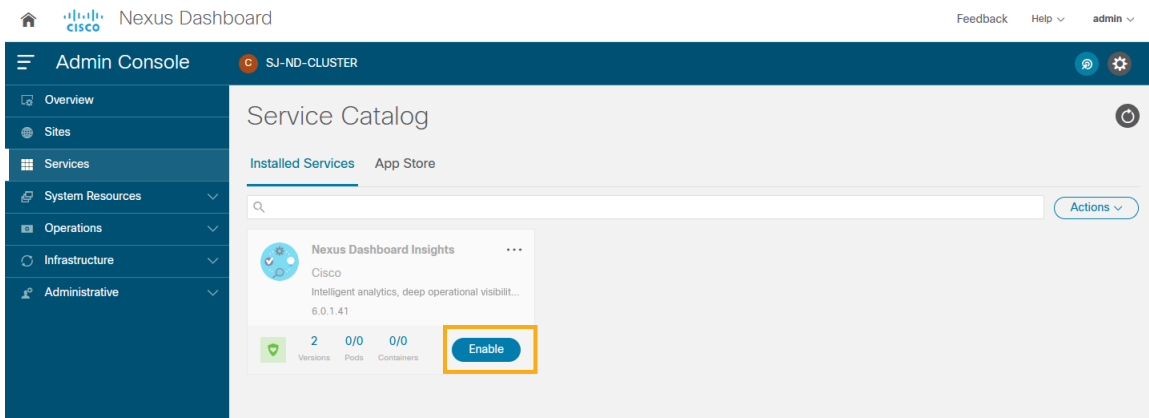 cisco Nexus Dashboard Feedback Help admin
Admin Console C SJ-ND-CLUSTER
Overview
Sites
Services
System Resources
Operations
Infrastructure
Administrative
Service Catalog
Installed Services App Store
Actions
Nexus Dashboard Insights ...
Cisco
Intelligent analytics, deep operational visibilit...
6.0.1.41
2 0/0 0/0
Versions Pods Containers
Enable